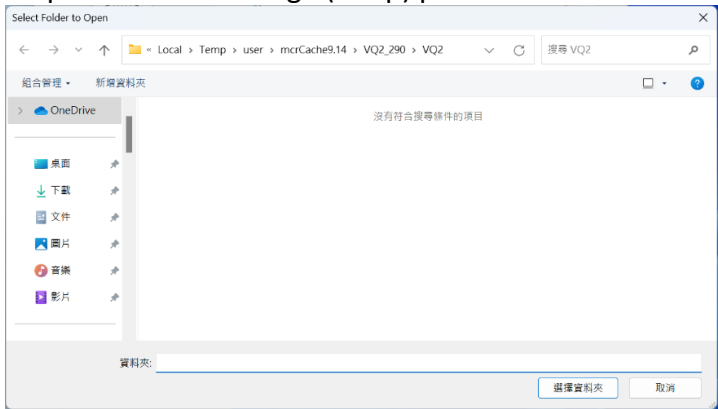 Select Folder to Open
« Local › Temp › user › mcrCache9.14 › VQ2_290 › VQ2
搜尋 VQ2
組合管理
新增資料夾
OneDrive
沒有符合搜尋條件的項目
桌面
下載
文件
圖片
音樂
影片
資料夾:
選擇資料夾
取消